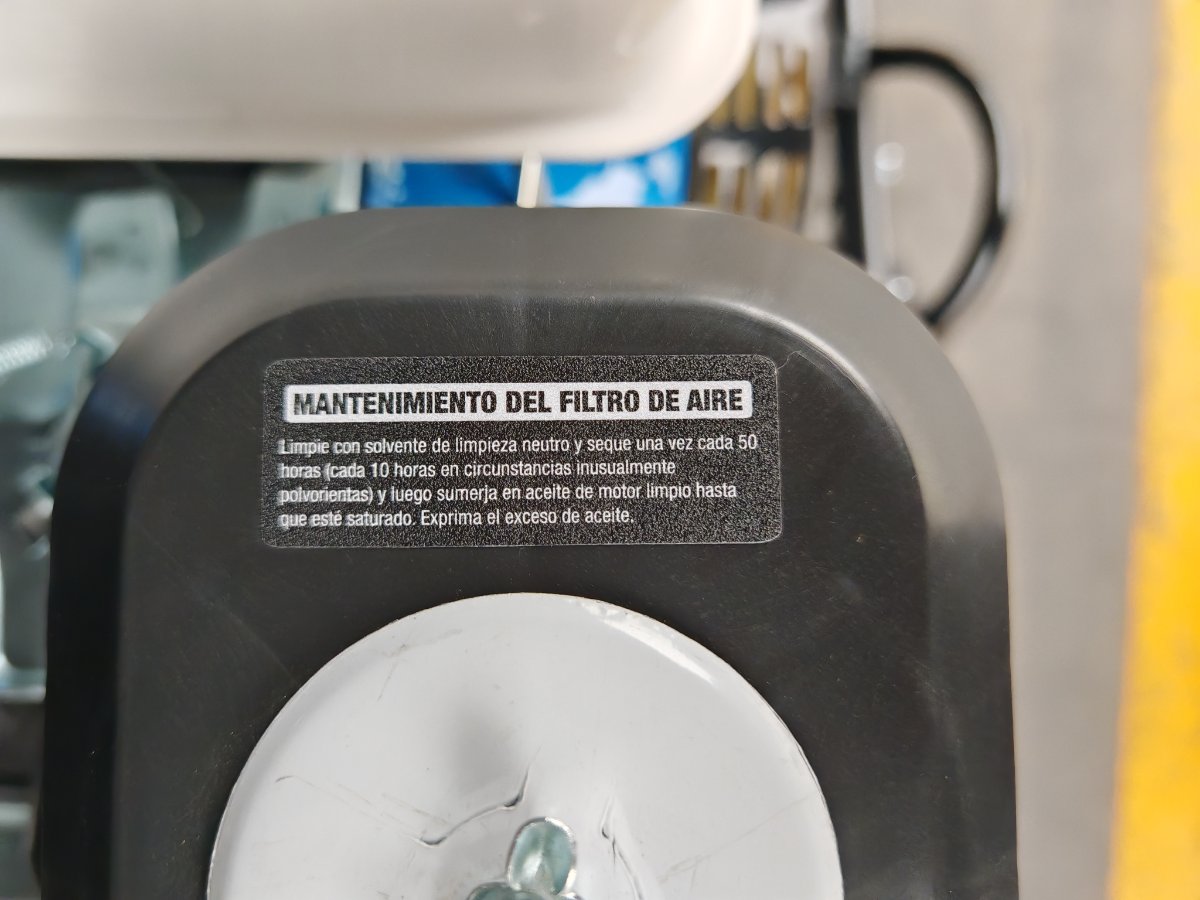 MANTENIMIENTO DEL FILTRO DE AIRE
Limpie con solvente de limpieza neutro y seque una vez cada 50
horas (cada 10 horas en circunstancias inusualmente
polvorientas) y luego sumerja en aceite de motor limpio hasta
que esté saturado. Exprima el exceso de aceite.